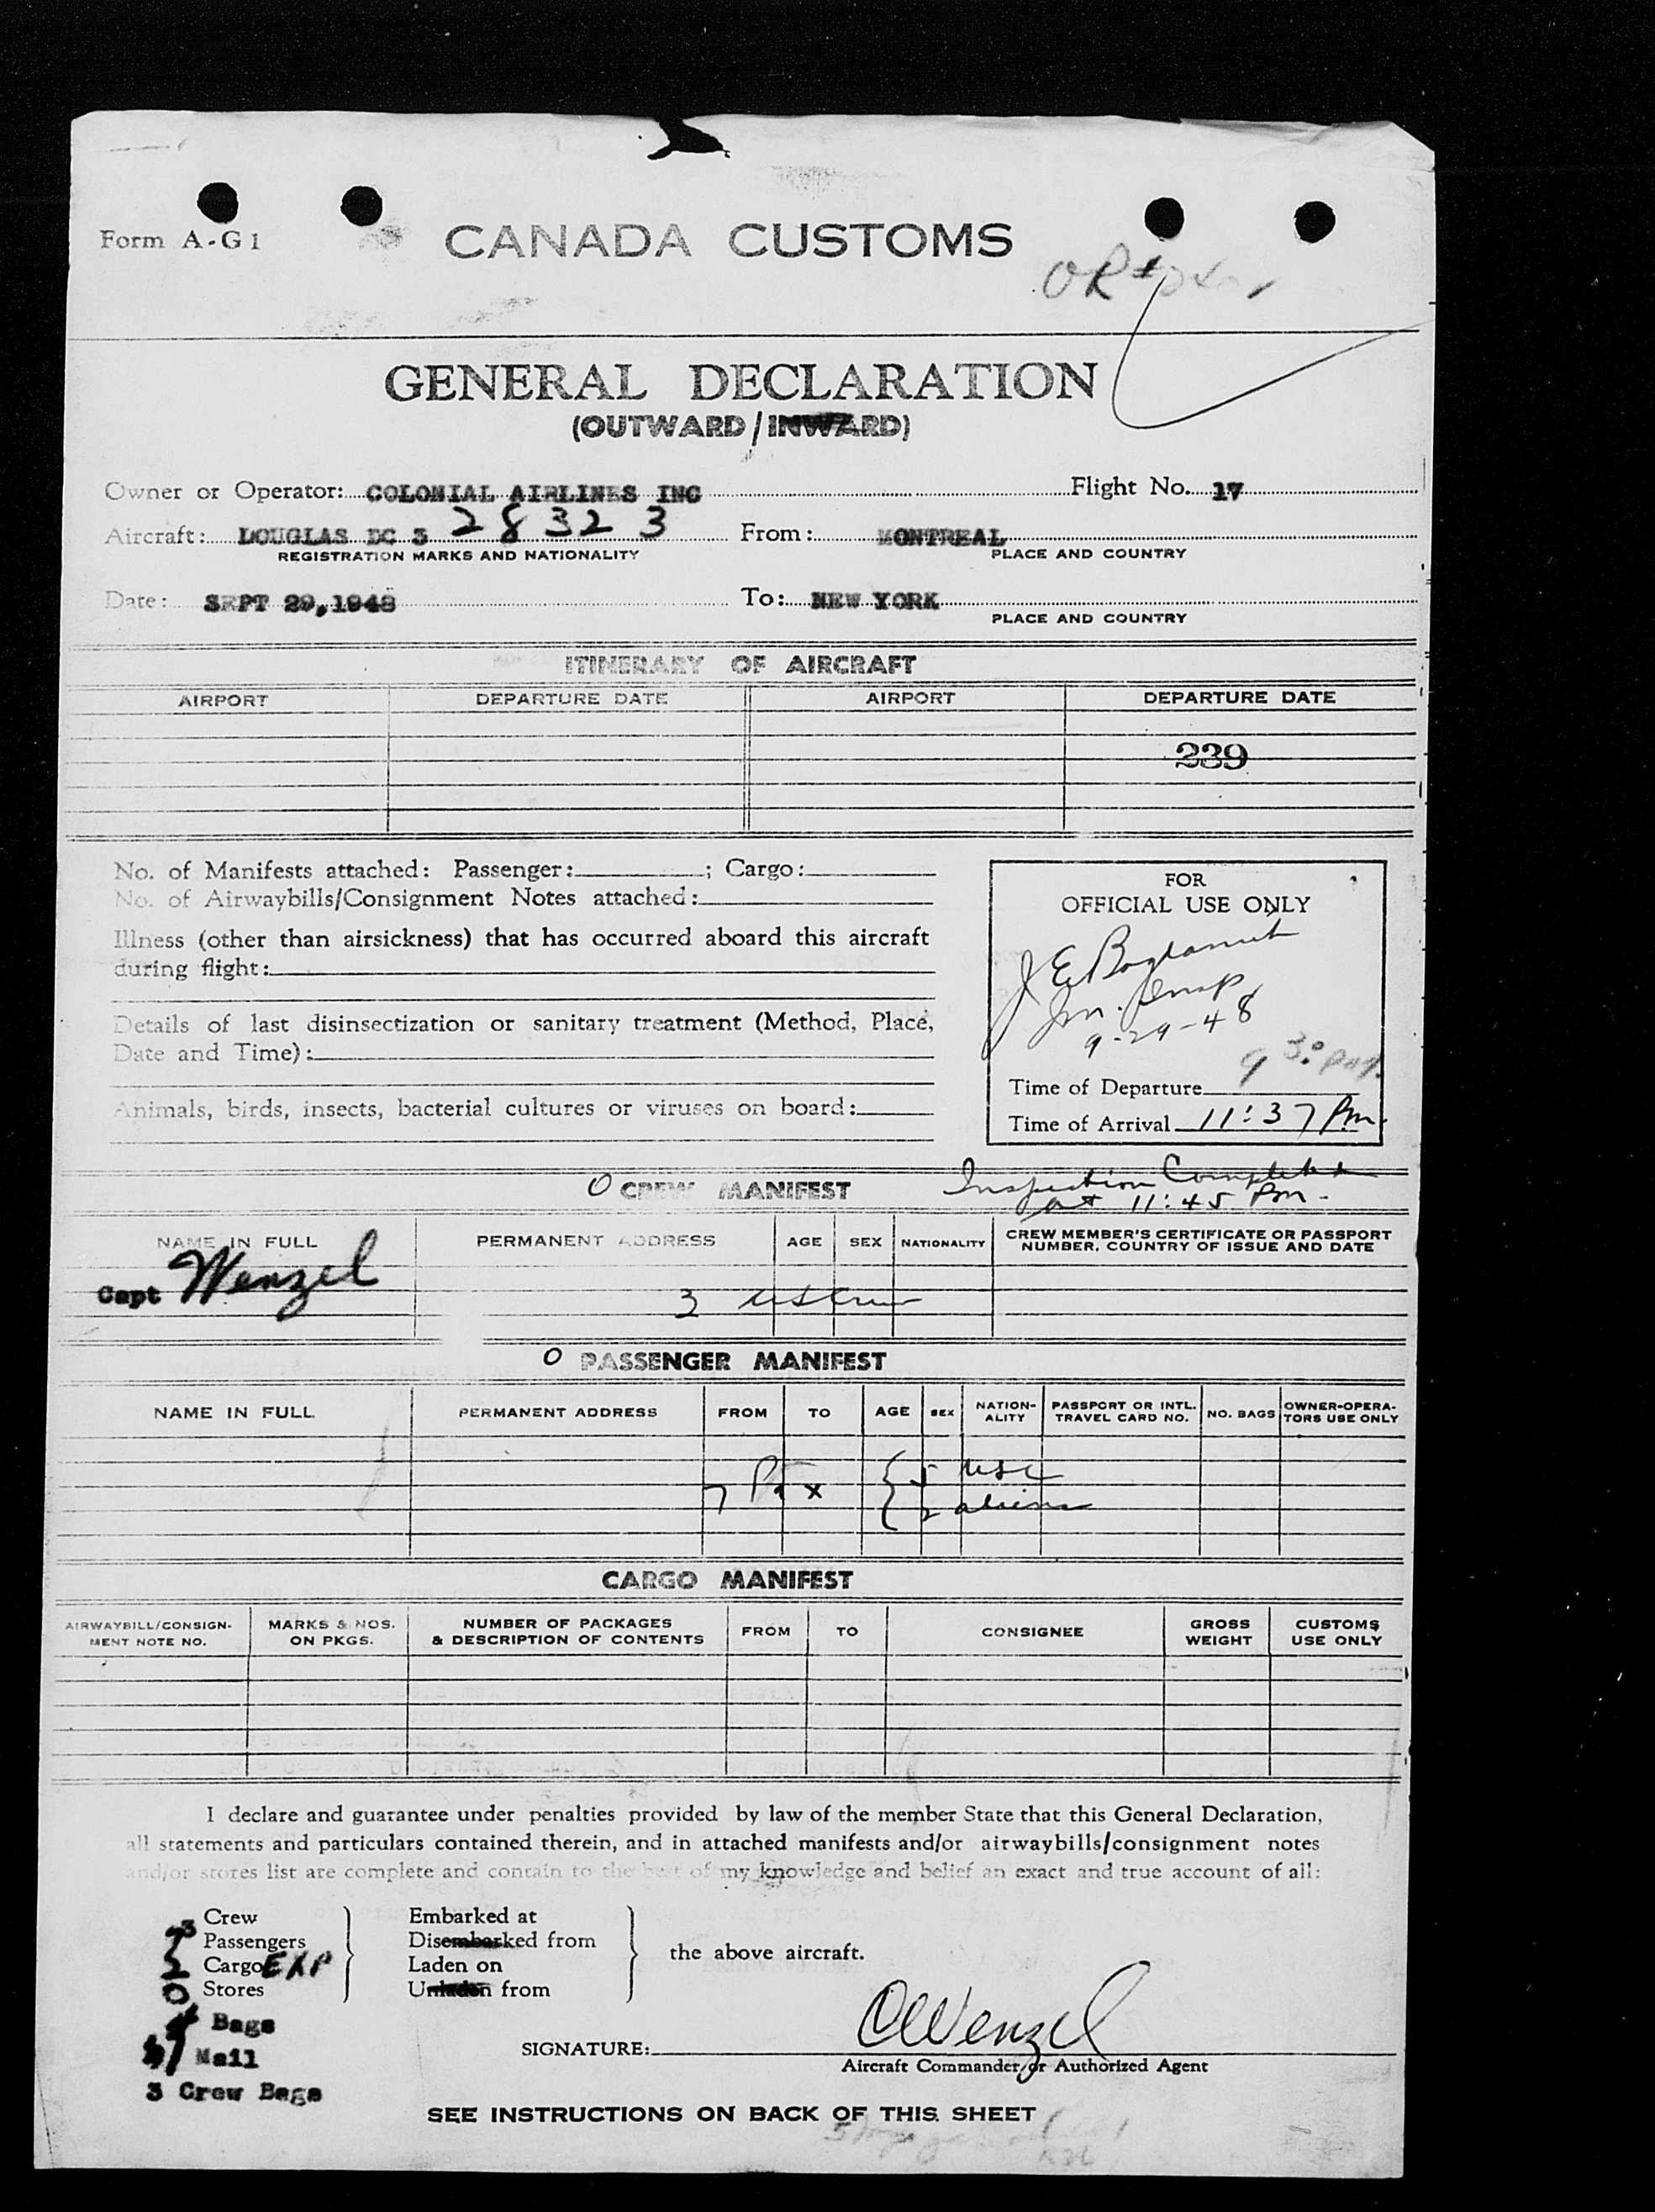 Form A-G1
CANADA CUSTOMS
GENERAL DECLARATION
(OUTWARD/INWARD)
Owner or Operator: COLONIAL AIRLINES INC Flight No. 17
Aircraft: DOUGLAS DC 3 28323 From: MONTREAL
REGISTRATION MARKS AND NATIONALITY PLACE AND COUNTRY
Date: SEPT 29,1948 To: NEW YORK
PLACE AND COUNTRY
ITINERARY OF AIRCRAFT
AIRPORT DEPARTURE DATE AIRPORT DEPARTURE DATE
239
No. of Manifests attached: Passenger: ; Cargo:
No. of Airwaybills/Consignment Notes attached:
Illness (other than airsickness) that has occurred aboard this aircraft
during flight:
Details of last disinsectization or sanitary treatment (Method, Place,
Date and Time):
Animals, birds, insects, bacterial cultures or viruses on board:
FOR
OFFICIAL USE ONLY
J E
Im. Insp
9-29-48
Time of Departure 9 30 PM.
Time of Arrival 11:37 Pm.
Inspection Completed
at 11:45 Pm.
O CREW MANIFEST
NAME IN FULL PERMANENT ADDRESS AGE SEX NATIONALITY CREW MEMBER'S CERTIFICATE OR PASSPORT
NUMBER, COUNTRY OF ISSUE AND DATE
Capt Wenzel
3 US Crew
O PASSENGER MANIFEST
NAME IN FULL PERMANENT ADDRESS FROM TO AGE SEX NATION-
ALITY PASSPORT OR INTL.
TRAVEL CARD NO. NO. BAGS OWNER-OPERA-
TORS USE ONLY
7 Pax { 5 USC
2 aliens
CARGO MANIFEST
AIRWAYBILL/CONSIGN-
MENT NOTE NO. MARKS & NOS.
ON PKGS. NUMBER OF PACKAGES
& DESCRIPTION OF CONTENTS FROM TO CONSIGNEE GROSS
WEIGHT CUSTOMS
USE ONLY
I declare and guarantee under penalties provided by law of the member State that this General Declaration,
all statements and particulars contained therein, and in attached manifests and/or airwaybills/consignment notes
and/or stores list are complete and contain to the best of my knowledge and belief an exact and true account of all:
3 Crew Embarked at
7 Passengers Disembarked from
2 Cargo EXP Laden on the above aircraft.
0 Stores Unladen from
Bags
Mail
3 Crew Bags
SIGNATURE: CWenzel
Aircraft Commander or Authorized Agent
SEE INSTRUCTIONS ON BACK OF THIS SHEET